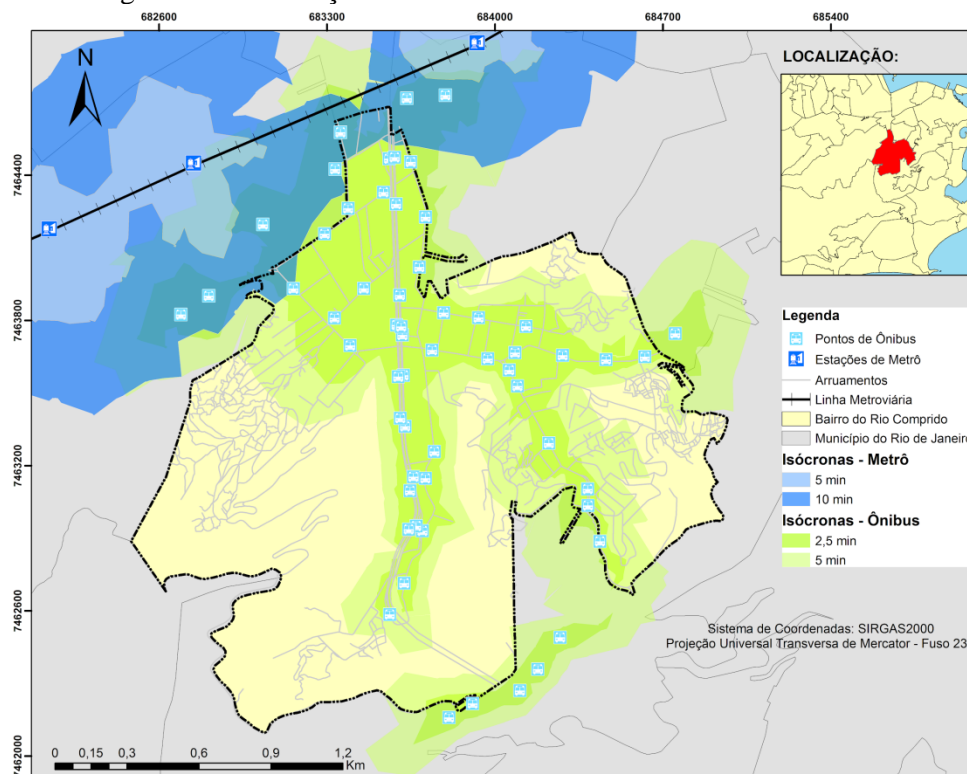 682600 683300 684000 684700 685400
N
LOCALIZAÇÃO:
7464400
7463800
7463200
7462600
7462000
Legenda
Pontos de Ônibus
Estações de Metrô
Arruamentos
Linha Metroviária
Bairro do Rio Comprido
Município do Rio de Janeiro
Isócronas - Metrô
5 min
10 min
Isócronas - Ônibus
2,5 min
5 min
Sistema de Coordenadas: SIRGAS2000
Projeção Universal Transversa de Mercator - Fuso 23
0 0,15 0,3 0,6 0,9 1,2
Km